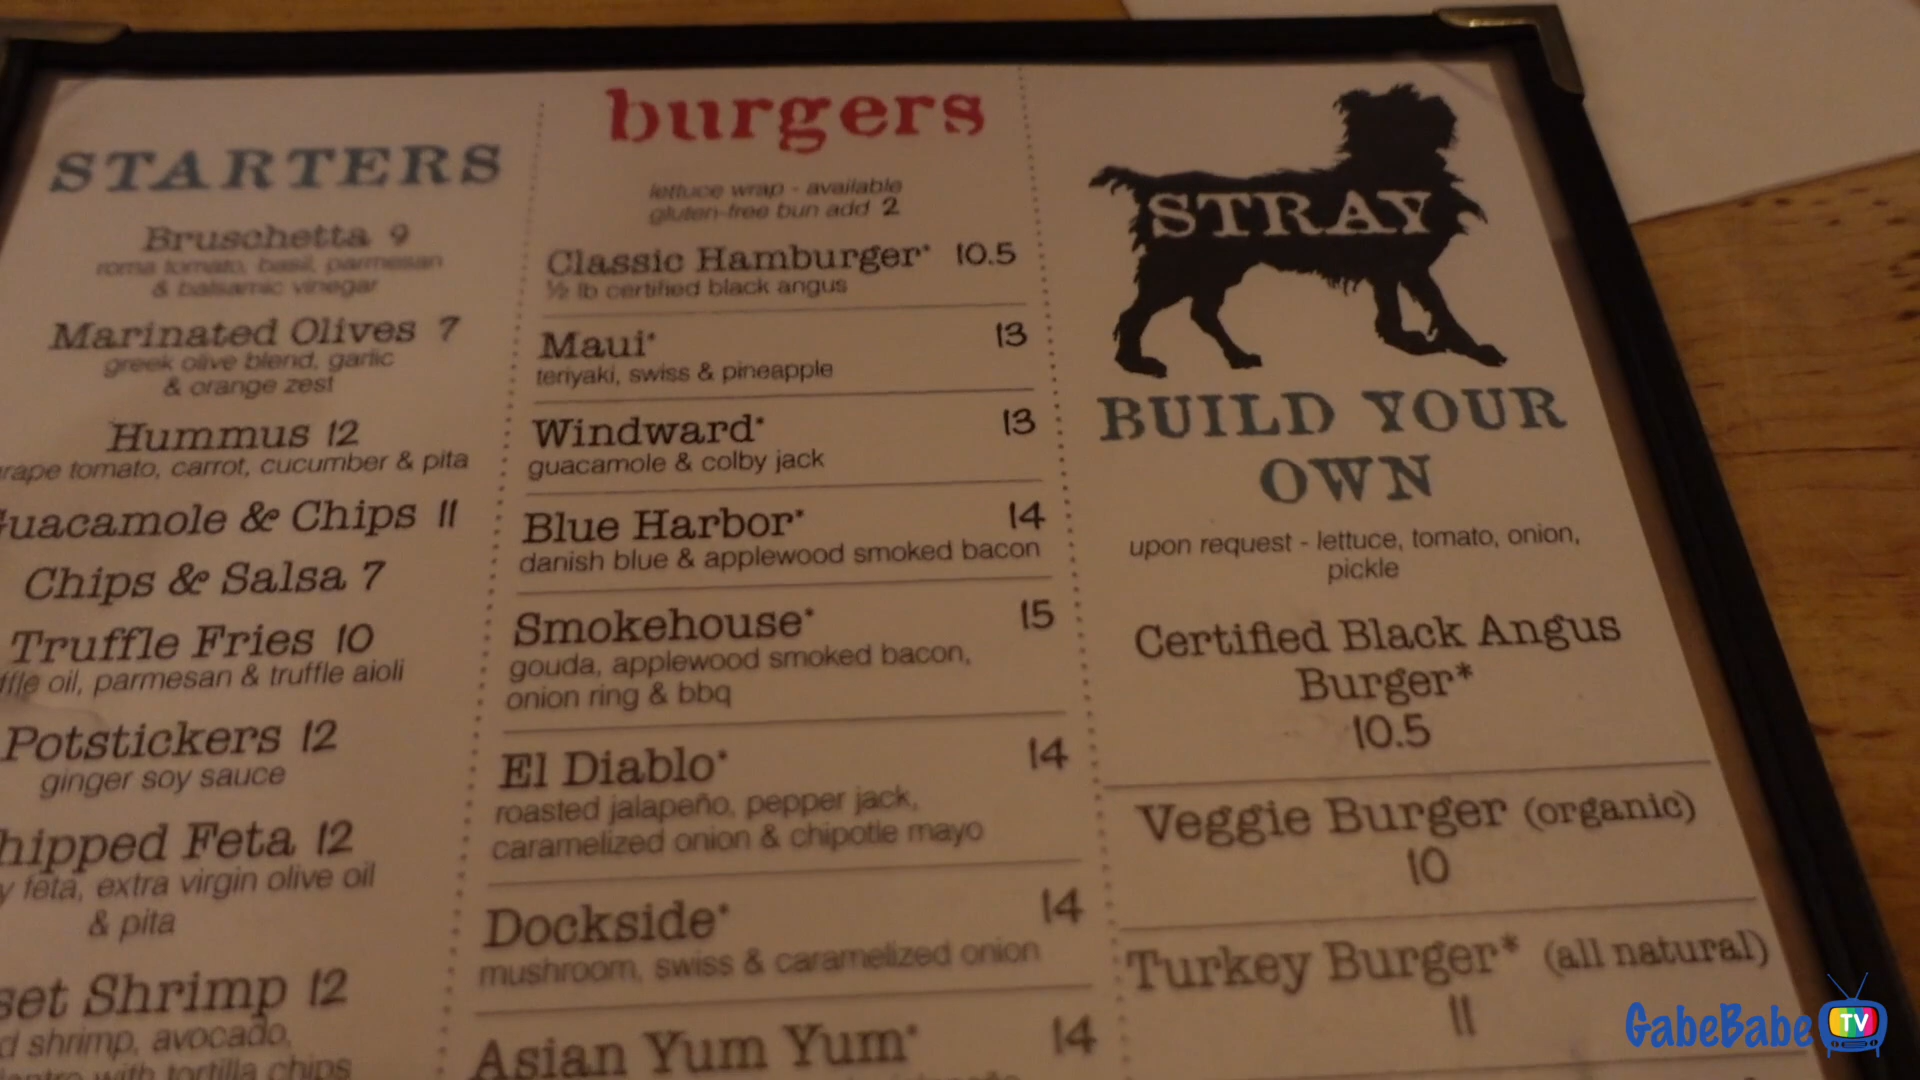 STARTERS
Bruschetta 9
roma tomato, basil, parmesan
& balsamic vinegar
Marinated Olives 7
greek olive blend, garlic
& orange zest
Hummus 12
tomato, carrot, cucumber & pita
& Chips 11
Chips & Salsa 7
Truffle Fries 10
oil, parmesan & truffle aioli
Potstickers 12
ginger soy sauce
Feta 12
feta, extra virgin olive oil
& pita
Shrimp 12
shrimp, avocado,
with tortilla chips
burgers
lettuce wrap - available
gluten-free bun add 2
Classic Hamburger* 10.5
½ lb certified black angus
Maui* 13
teriyaki, swiss & pineapple
Windward* 13
guacamole & colby jack
Blue Harbor* 14
danish blue & applewood smoked bacon
Smokehouse* 15
gouda, applewood smoked bacon,
onion ring & bbq
El Diablo* 14
roasted jalapeño, pepper jack,
caramelized onion & chipotle mayo
Dockside* 14
mushroom, swiss & caramelized onion
Asian Yum Yum* 14
STRAY
BUILD YOUR
OWN
upon request - lettuce, tomato, onion,
pickle
Certified Black Angus
Burger*
10.5
Veggie Burger (organic)
10
Turkey Burger* (all natural)
11
GabeBabe TV